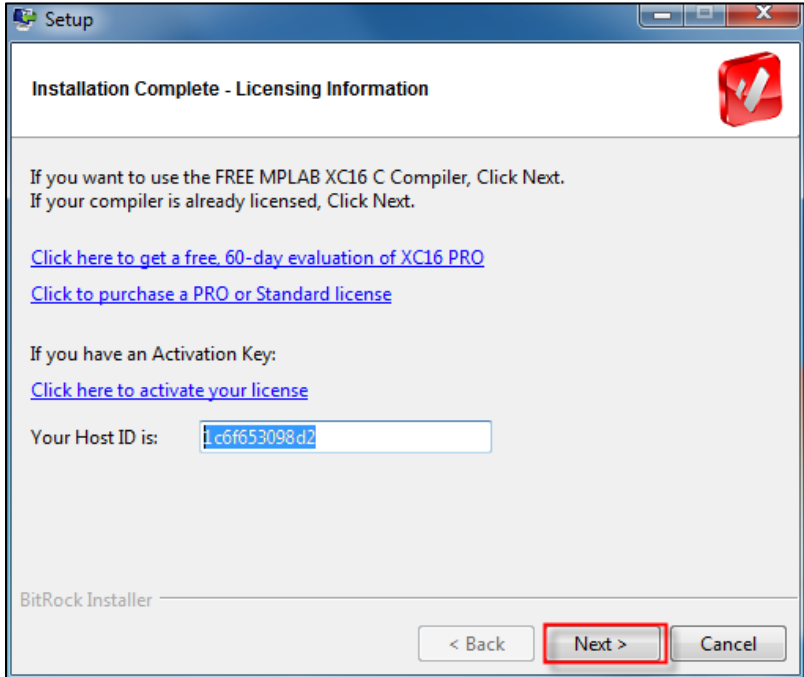 Setup
Installation Complete - Licensing Information
If you want to use the FREE MPLAB XC16 C Compiler, Click Next.
If your compiler is already licensed, Click Next.
Click here to get a free, 60-day evaluation of XC16 PRO
Click to purchase a PRO or Standard license
If you have an Activation Key:
Click here to activate your license
Your Host ID is: 1c6f653098d2
BitRock Installer
< Back Next > Cancel